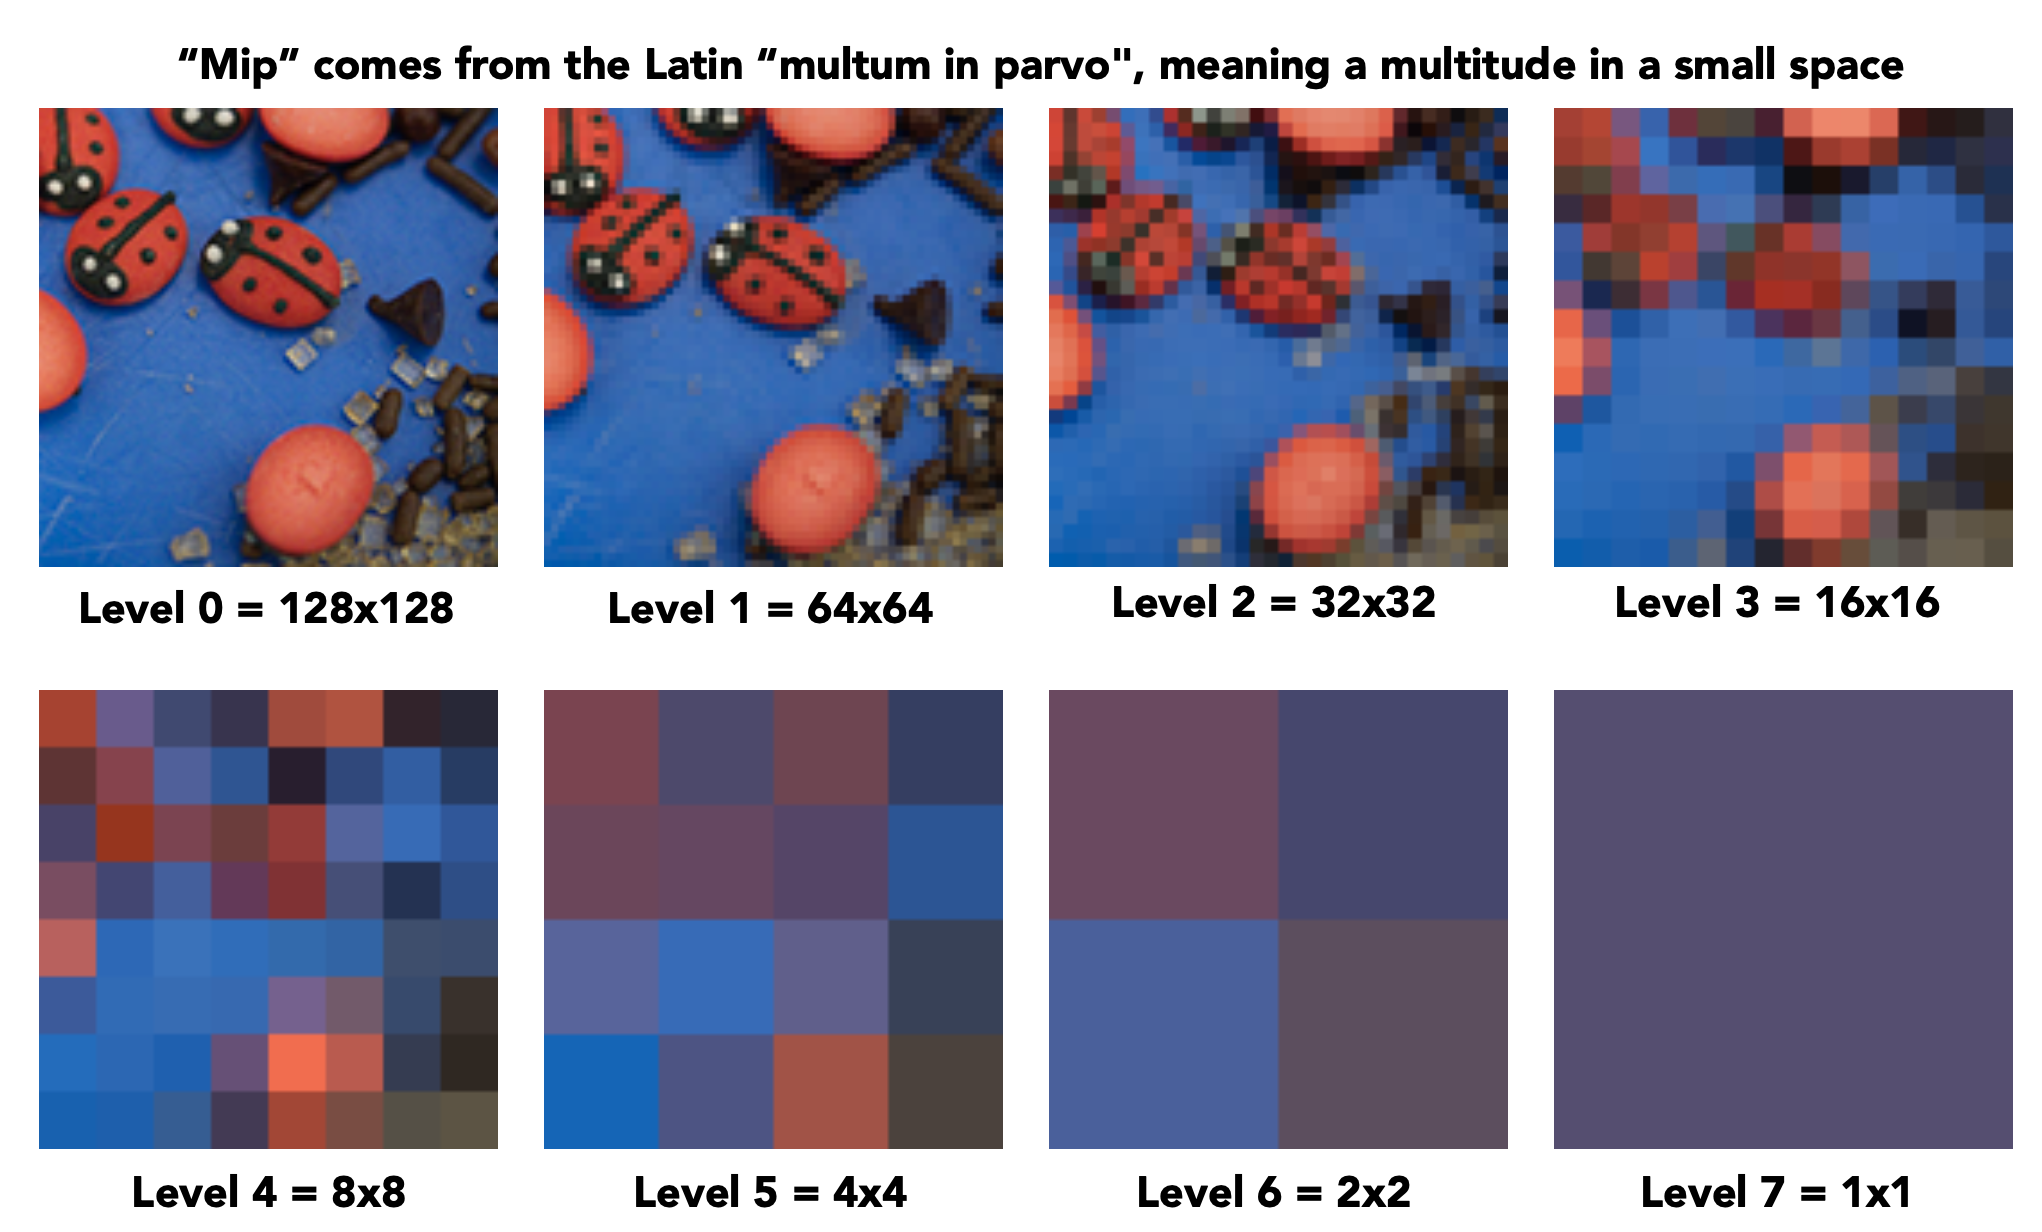 “Mip” comes from the Latin “multum in parvo", meaning a multitude in a small space
Level 0 = 128x128
Level 1 = 64x64
Level 2 = 32x32
Level 3 = 16x16
Level 4 = 8x8
Level 5 = 4x4
Level 6 = 2x2
Level 7 = 1x1